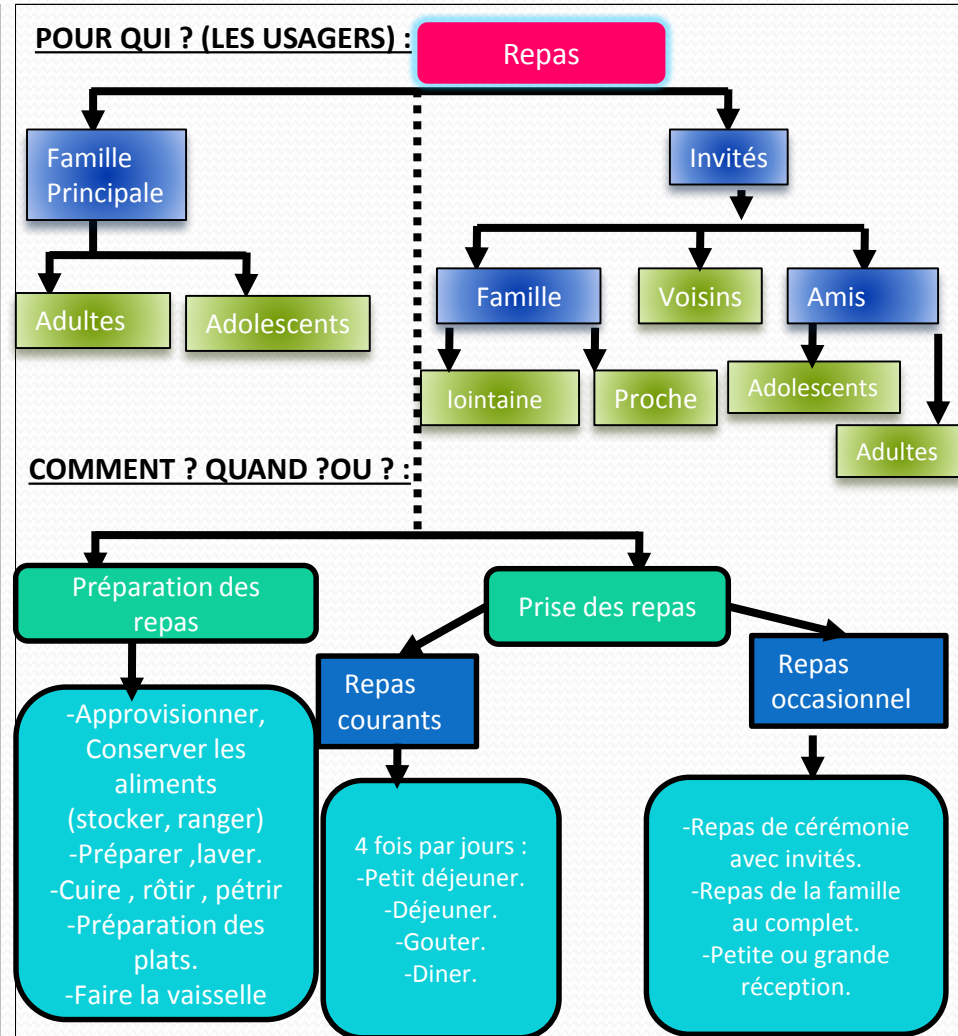 POUR QUI ? (LES USAGERS) :
Repas
Famille
Principale
Invités
Adultes
Adolescents
Famille
Voisins
Amis
lointaine
Proche
Adolescents
Adultes
COMMENT ? QUAND ?OU ? :
Préparation des
repas
Prise des repas
Repas
courants
Repas
occasionnel
-Approvisionner,
Conserver les
aliments
(stocker, ranger)
-Préparer ,laver.
-Cuire , rôtir , pétrir
-Préparation des
plats.
-Faire la vaisselle
4 fois par jours :
-Petit déjeuner.
-Déjeuner.
-Gouter.
-Diner.
-Repas de cérémonie
avec invités.
-Repas de la famille
au complet.
-Petite ou grande
réception.